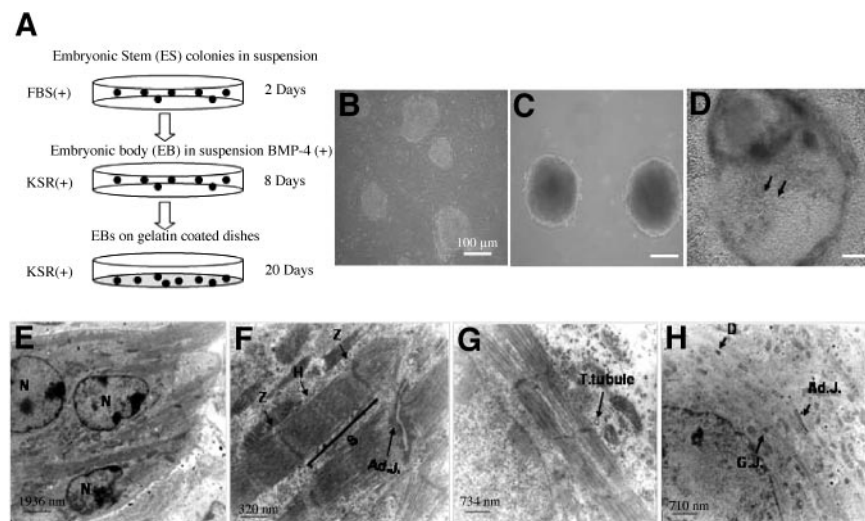 A
Embryonic Stem (ES) colonies in suspension
FBS(+)
2 Days
Embryonic body (EB) in suspension BMP-4 (+)
KSR(+)
8 Days
EBs on gelatin coated dishes
KSR(+)
20 Days
B
100 µm
C
D
E
N
N
N
1936 nm
F
Z
H
Z
S
Ad.J.
320 nm
G
T.tubule
734 nm
H
D
Ad.J.
G.J.
710 nm